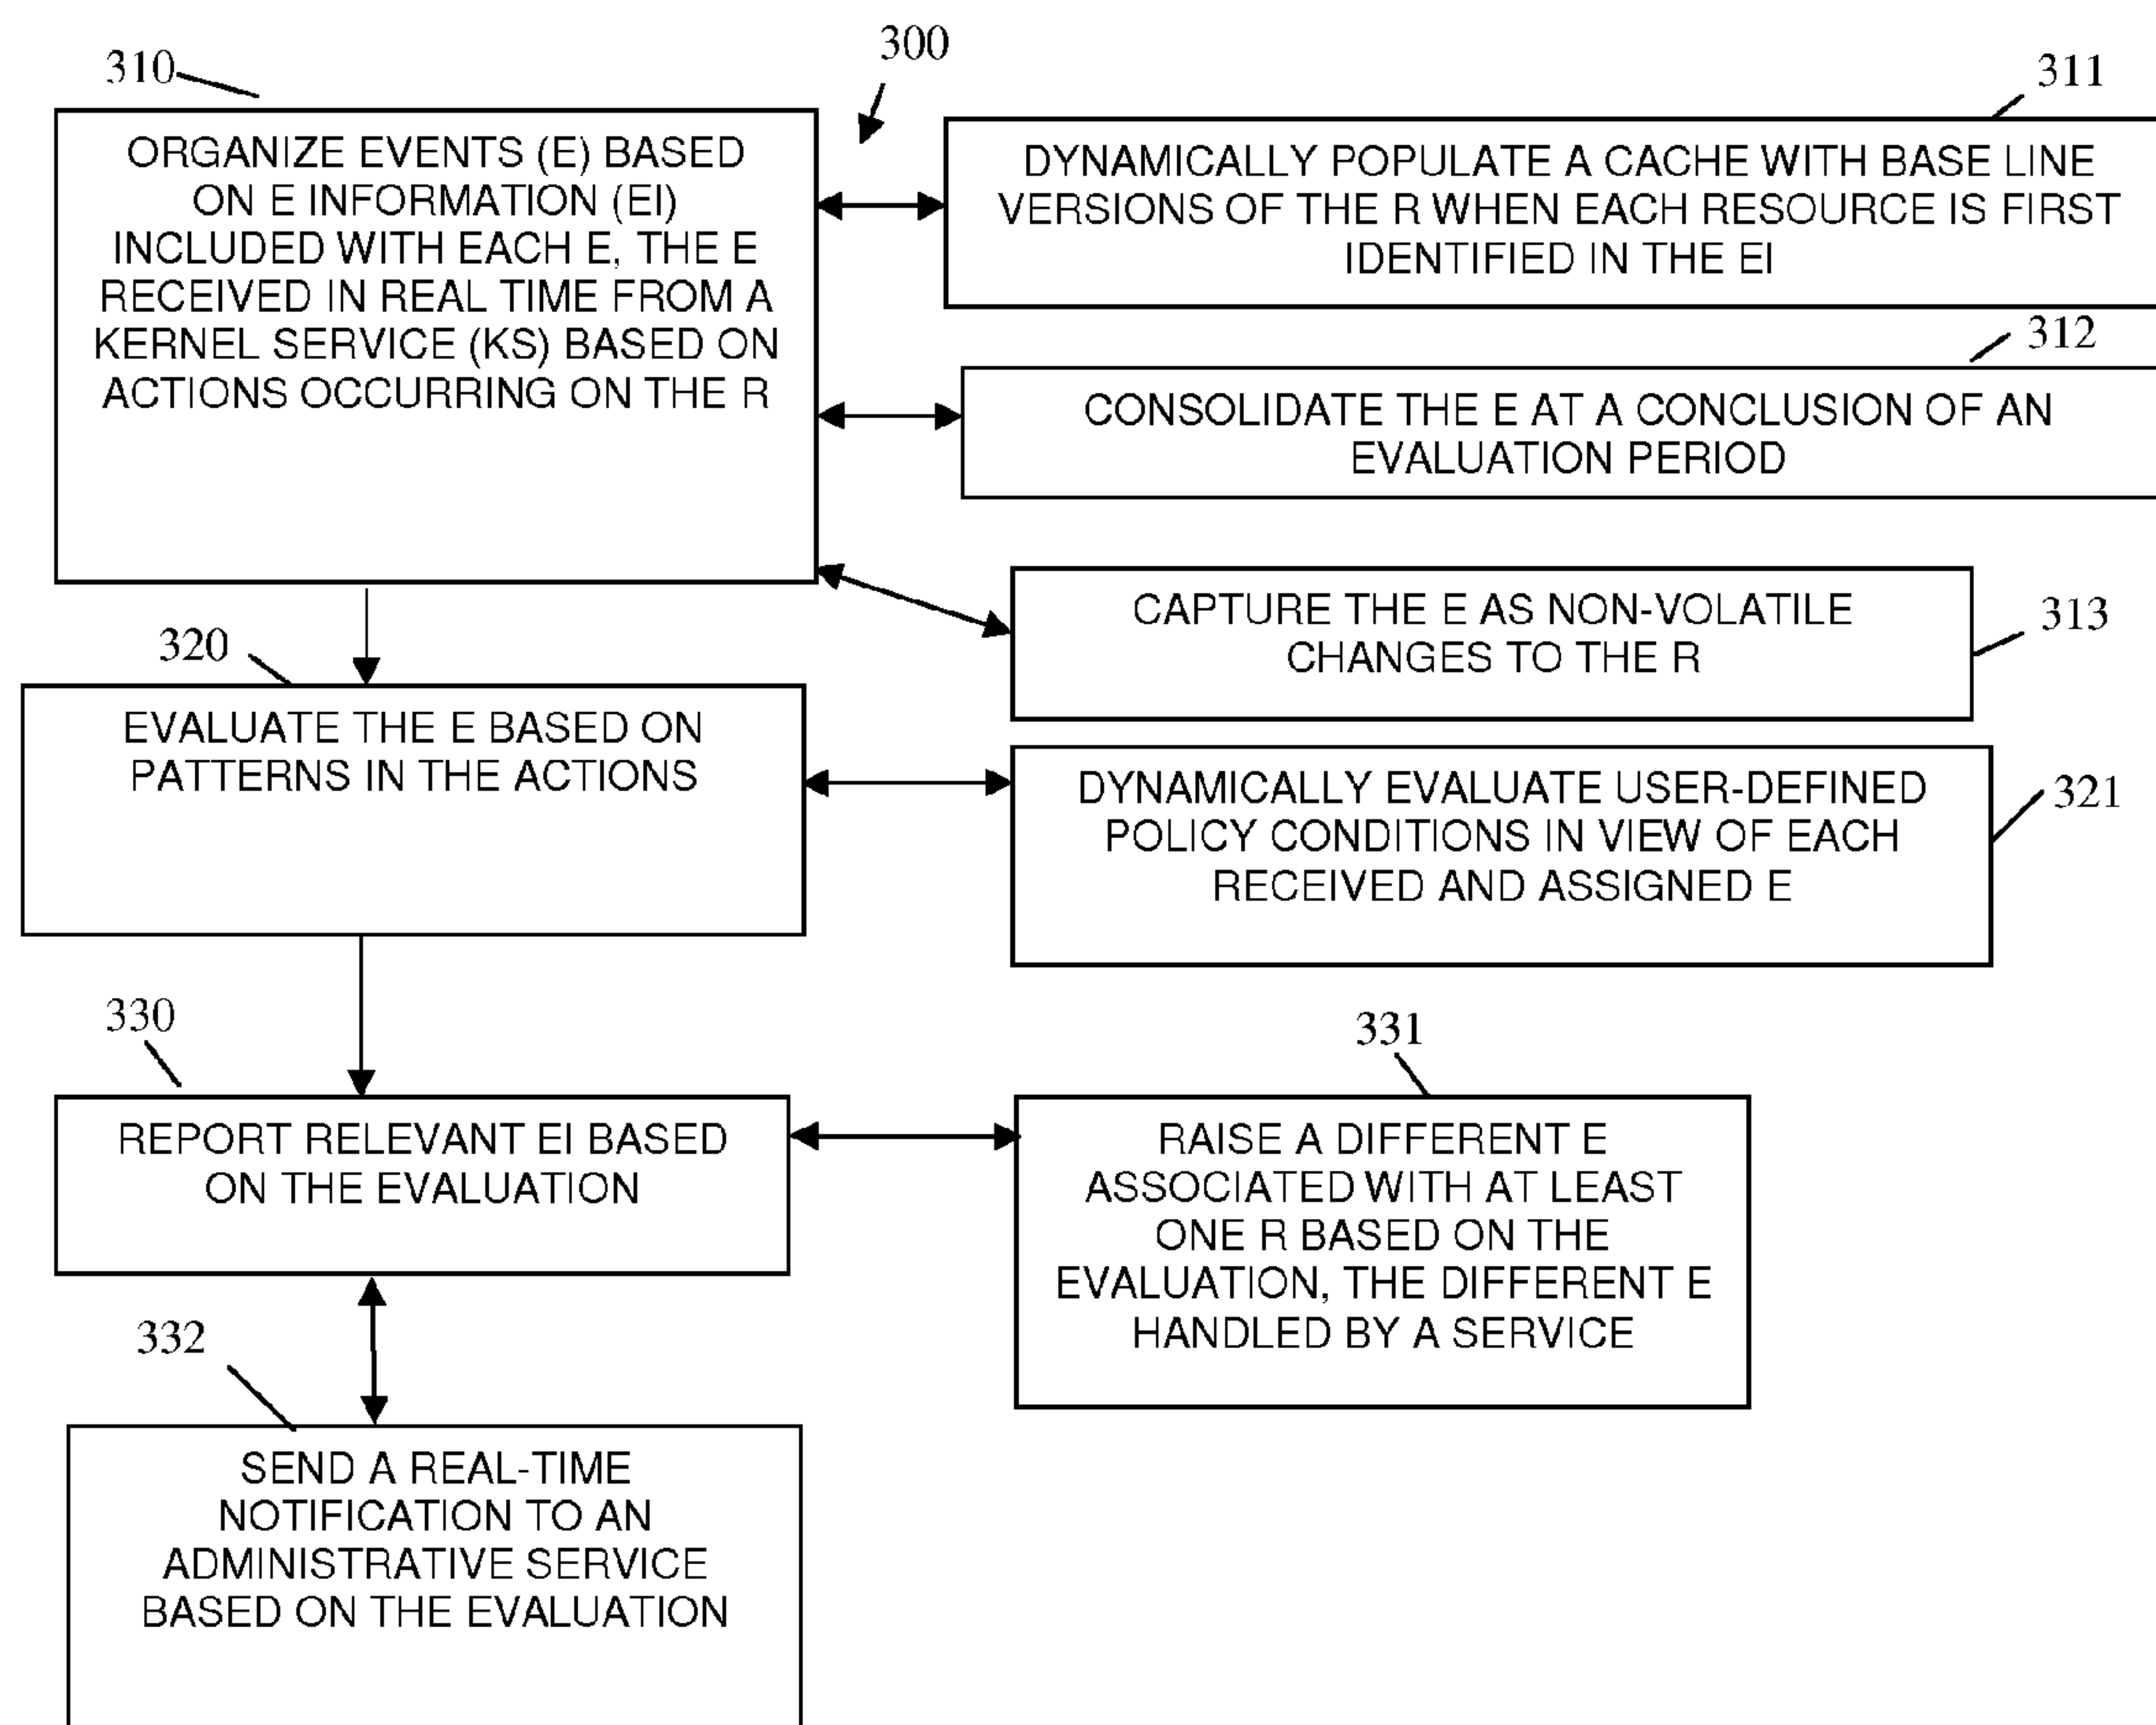 300
310
ORGANIZE EVENTS (E) BASED
ON E INFORMATION (EI)
INCLUDED WITH EACH E, THE E
RECEIVED IN REAL TIME FROM A
KERNEL SERVICE (KS) BASED ON
ACTIONS OCCURRING ON THE R
311
DYNAMICALLY POPULATE A CACHE WITH BASE LINE
VERSIONS OF THE R WHEN EACH RESOURCE IS FIRST
IDENTIFIED IN THE EI
312
CONSOLIDATE THE E AT A CONCLUSION OF AN
EVALUATION PERIOD
313
CAPTURE THE E AS NON-VOLATILE
CHANGES TO THE R
320
EVALUATE THE E BASED ON
PATTERNS IN THE ACTIONS
321
DYNAMICALLY EVALUATE USER-DEFINED
POLICY CONDITIONS IN VIEW OF EACH
RECEIVED AND ASSIGNED E
330
REPORT RELEVANT EI BASED
ON THE EVALUATION
331
RAISE A DIFFERENT E
ASSOCIATED WITH AT LEAST
ONE R BASED ON THE
EVALUATION, THE DIFFERENT E
HANDLED BY A SERVICE
332
SEND A REAL-TIME
NOTIFICATION TO AN
ADMINISTRATIVE SERVICE
BASED ON THE EVALUATION